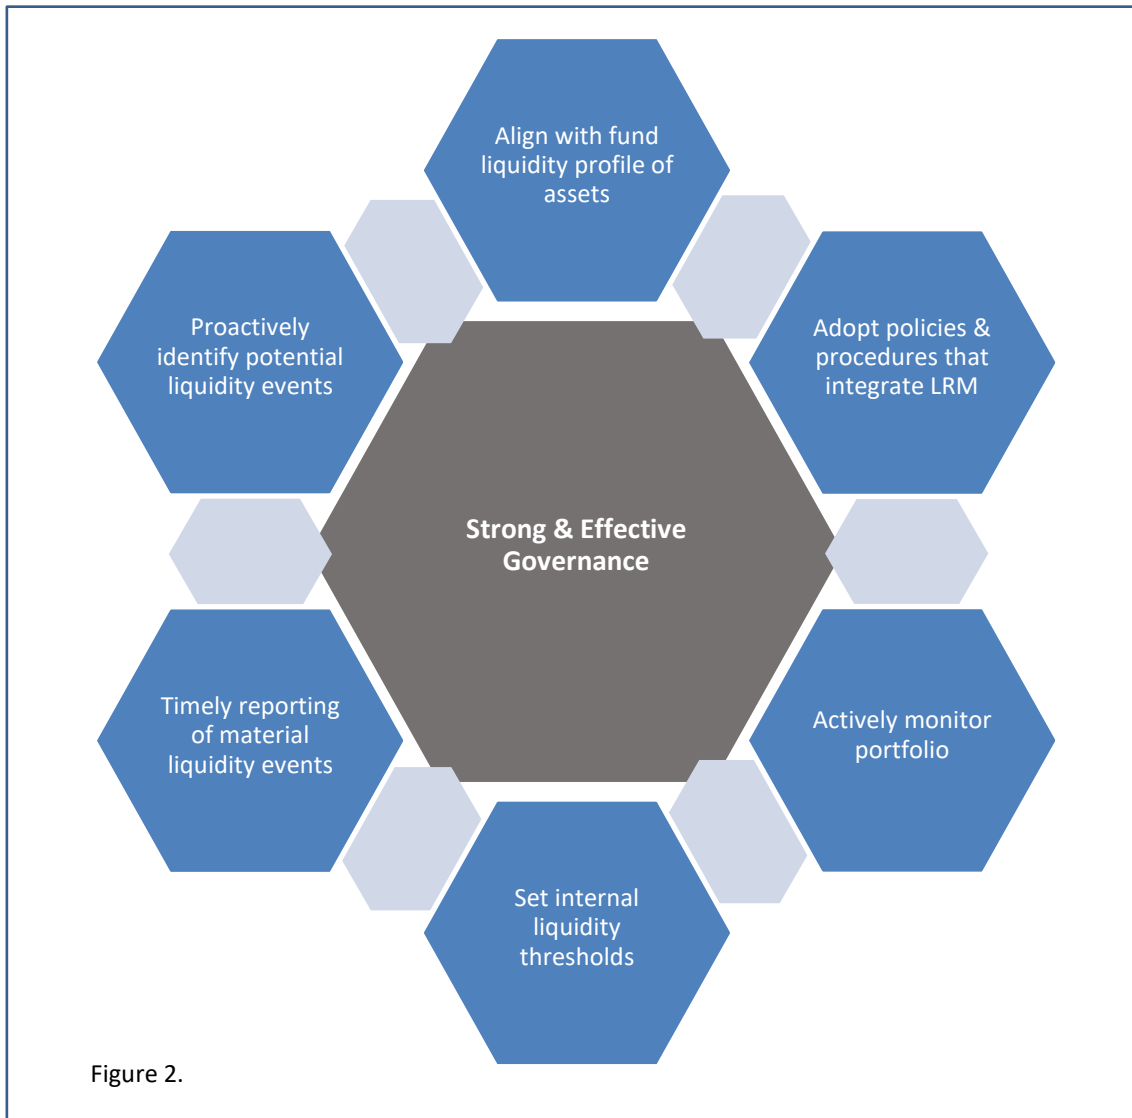 Align with fund
liquidity profile of
assets
Proactively
identify potential
liquidity events
Adopt policies &
procedures that
integrate LRM
Strong & Effective
Governance
Timely reporting
of material
liquidity events
Actively monitor
portfolio
Set internal
liquidity
thresholds
Figure 2.